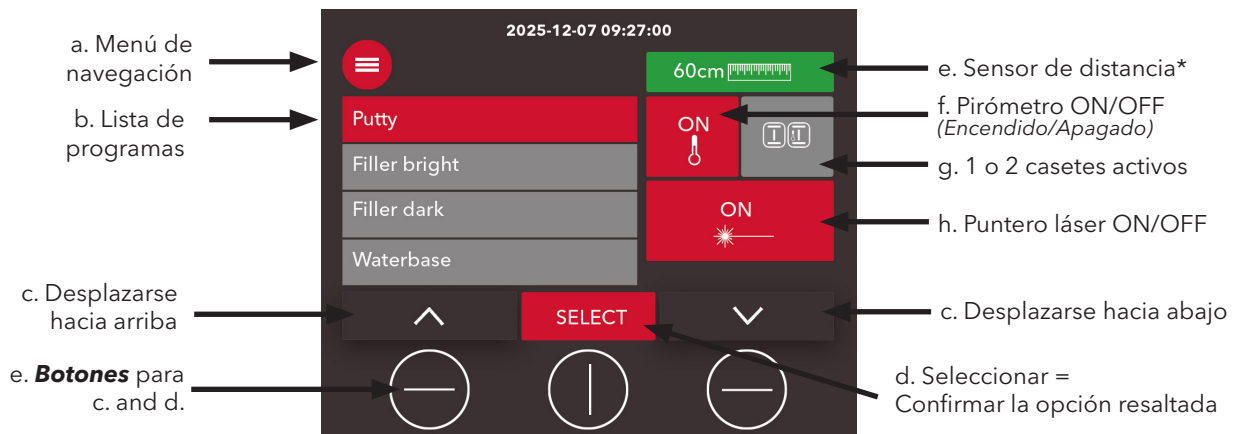 2025-12-07 09:27:00
a. Menú de
navegación
b. Lista de
programas
c. Desplazarse
hacia arriba
e. Botones para
c. and d.
Putty
Filler bright
Filler dark
Waterbase
60cm
ON
ON
SELECT
e. Sensor de distancia*
f. Pirómetro ON/OFF
(Encendido/Apagado)
g. 1 o 2 casetes activos
h. Puntero láser ON/OFF
c. Desplazarse hacia abajo
d. Seleccionar =
Confirmar la opción resaltada